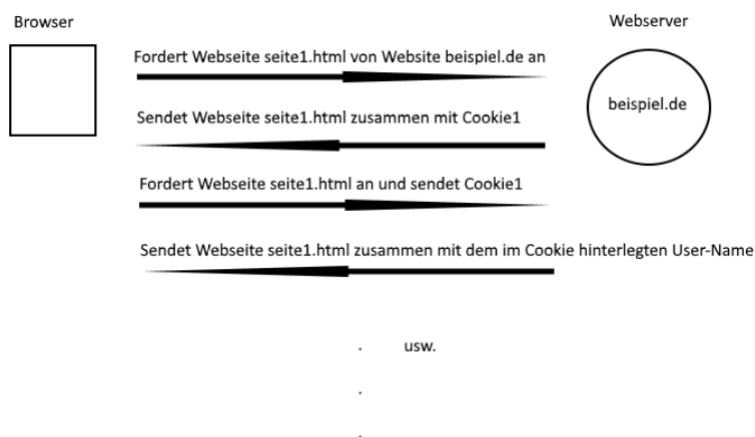 Browser
Webserver
Fordert Webseite seite1.html von Website beispiel.de an
beispiel.de
Sendet Webseite seite1.html zusammen mit Cookie1
Fordert Webseite seite1.html an und sendet Cookie1
Sendet Webseite seite1.html zusammen mit dem im Cookie hinterlegten User-Name
. usw.
.
.